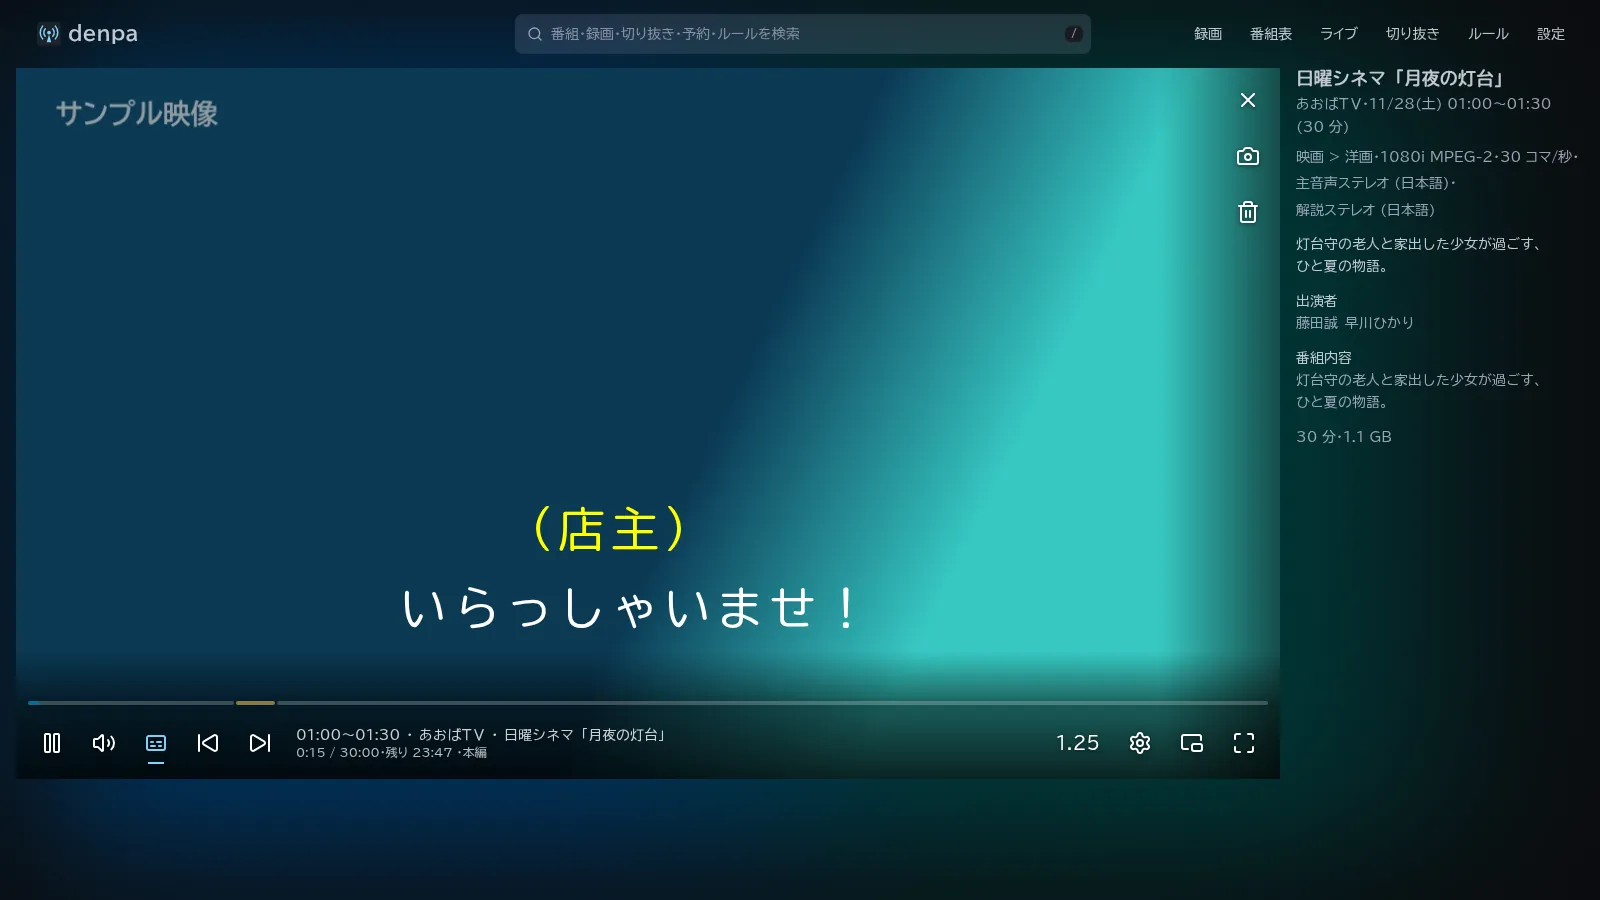 denpa
番組・録画・切り抜き・予約・ルールを検索
/
録画
番組表
ライブ
切り抜き
ルール
設定
サンプル映像
（店主）
いらっしゃいませ！
01:00〜01:30 ・ あおばTV ・ 日曜シネマ「月夜の灯台」
0:15 / 30:00・残り 23:47 ・本編
1.25
日曜シネマ「月夜の灯台」
あおばTV・11/28(土) 01:00〜01:30
(30 分)
映画 > 洋画・1080i MPEG-2・30 コマ/秒・
主音声ステレオ (日本語)・
解説ステレオ (日本語)
灯台守の老人と家出した少女が過ごす、
ひと夏の物語。
出演者
藤田誠 早川ひかり
番組内容
灯台守の老人と家出した少女が過ごす、
ひと夏の物語。
30 分・1.1 GB